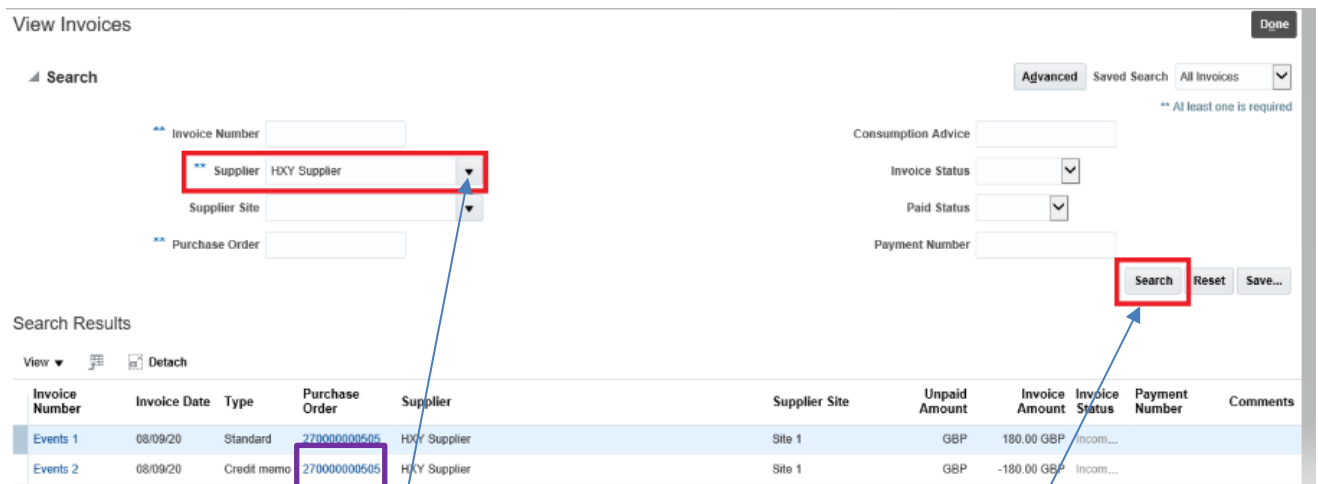 View Invoices Done
Search Advanced Saved Search All Invoices
** At least one is required
** Invoice Number Consumption Advice
** Supplier HXY Supplier Invoice Status
Supplier Site Paid Status
** Purchase Order Payment Number
Search Reset Save...
Search Results
View Detach
Invoice Number Invoice Date Type Purchase Order Supplier Supplier Site Unpaid Amount Invoice Amount Invoice Status Payment Number Comments
Events 1 08/09/20 Standard 270000000505 HXY Supplier Site 1 GBP 180.00 GBP Incom...
Events 2 08/09/20 Credit memo 270000000505 HXY Supplier Site 1 GBP -180.00 GBP Incom...